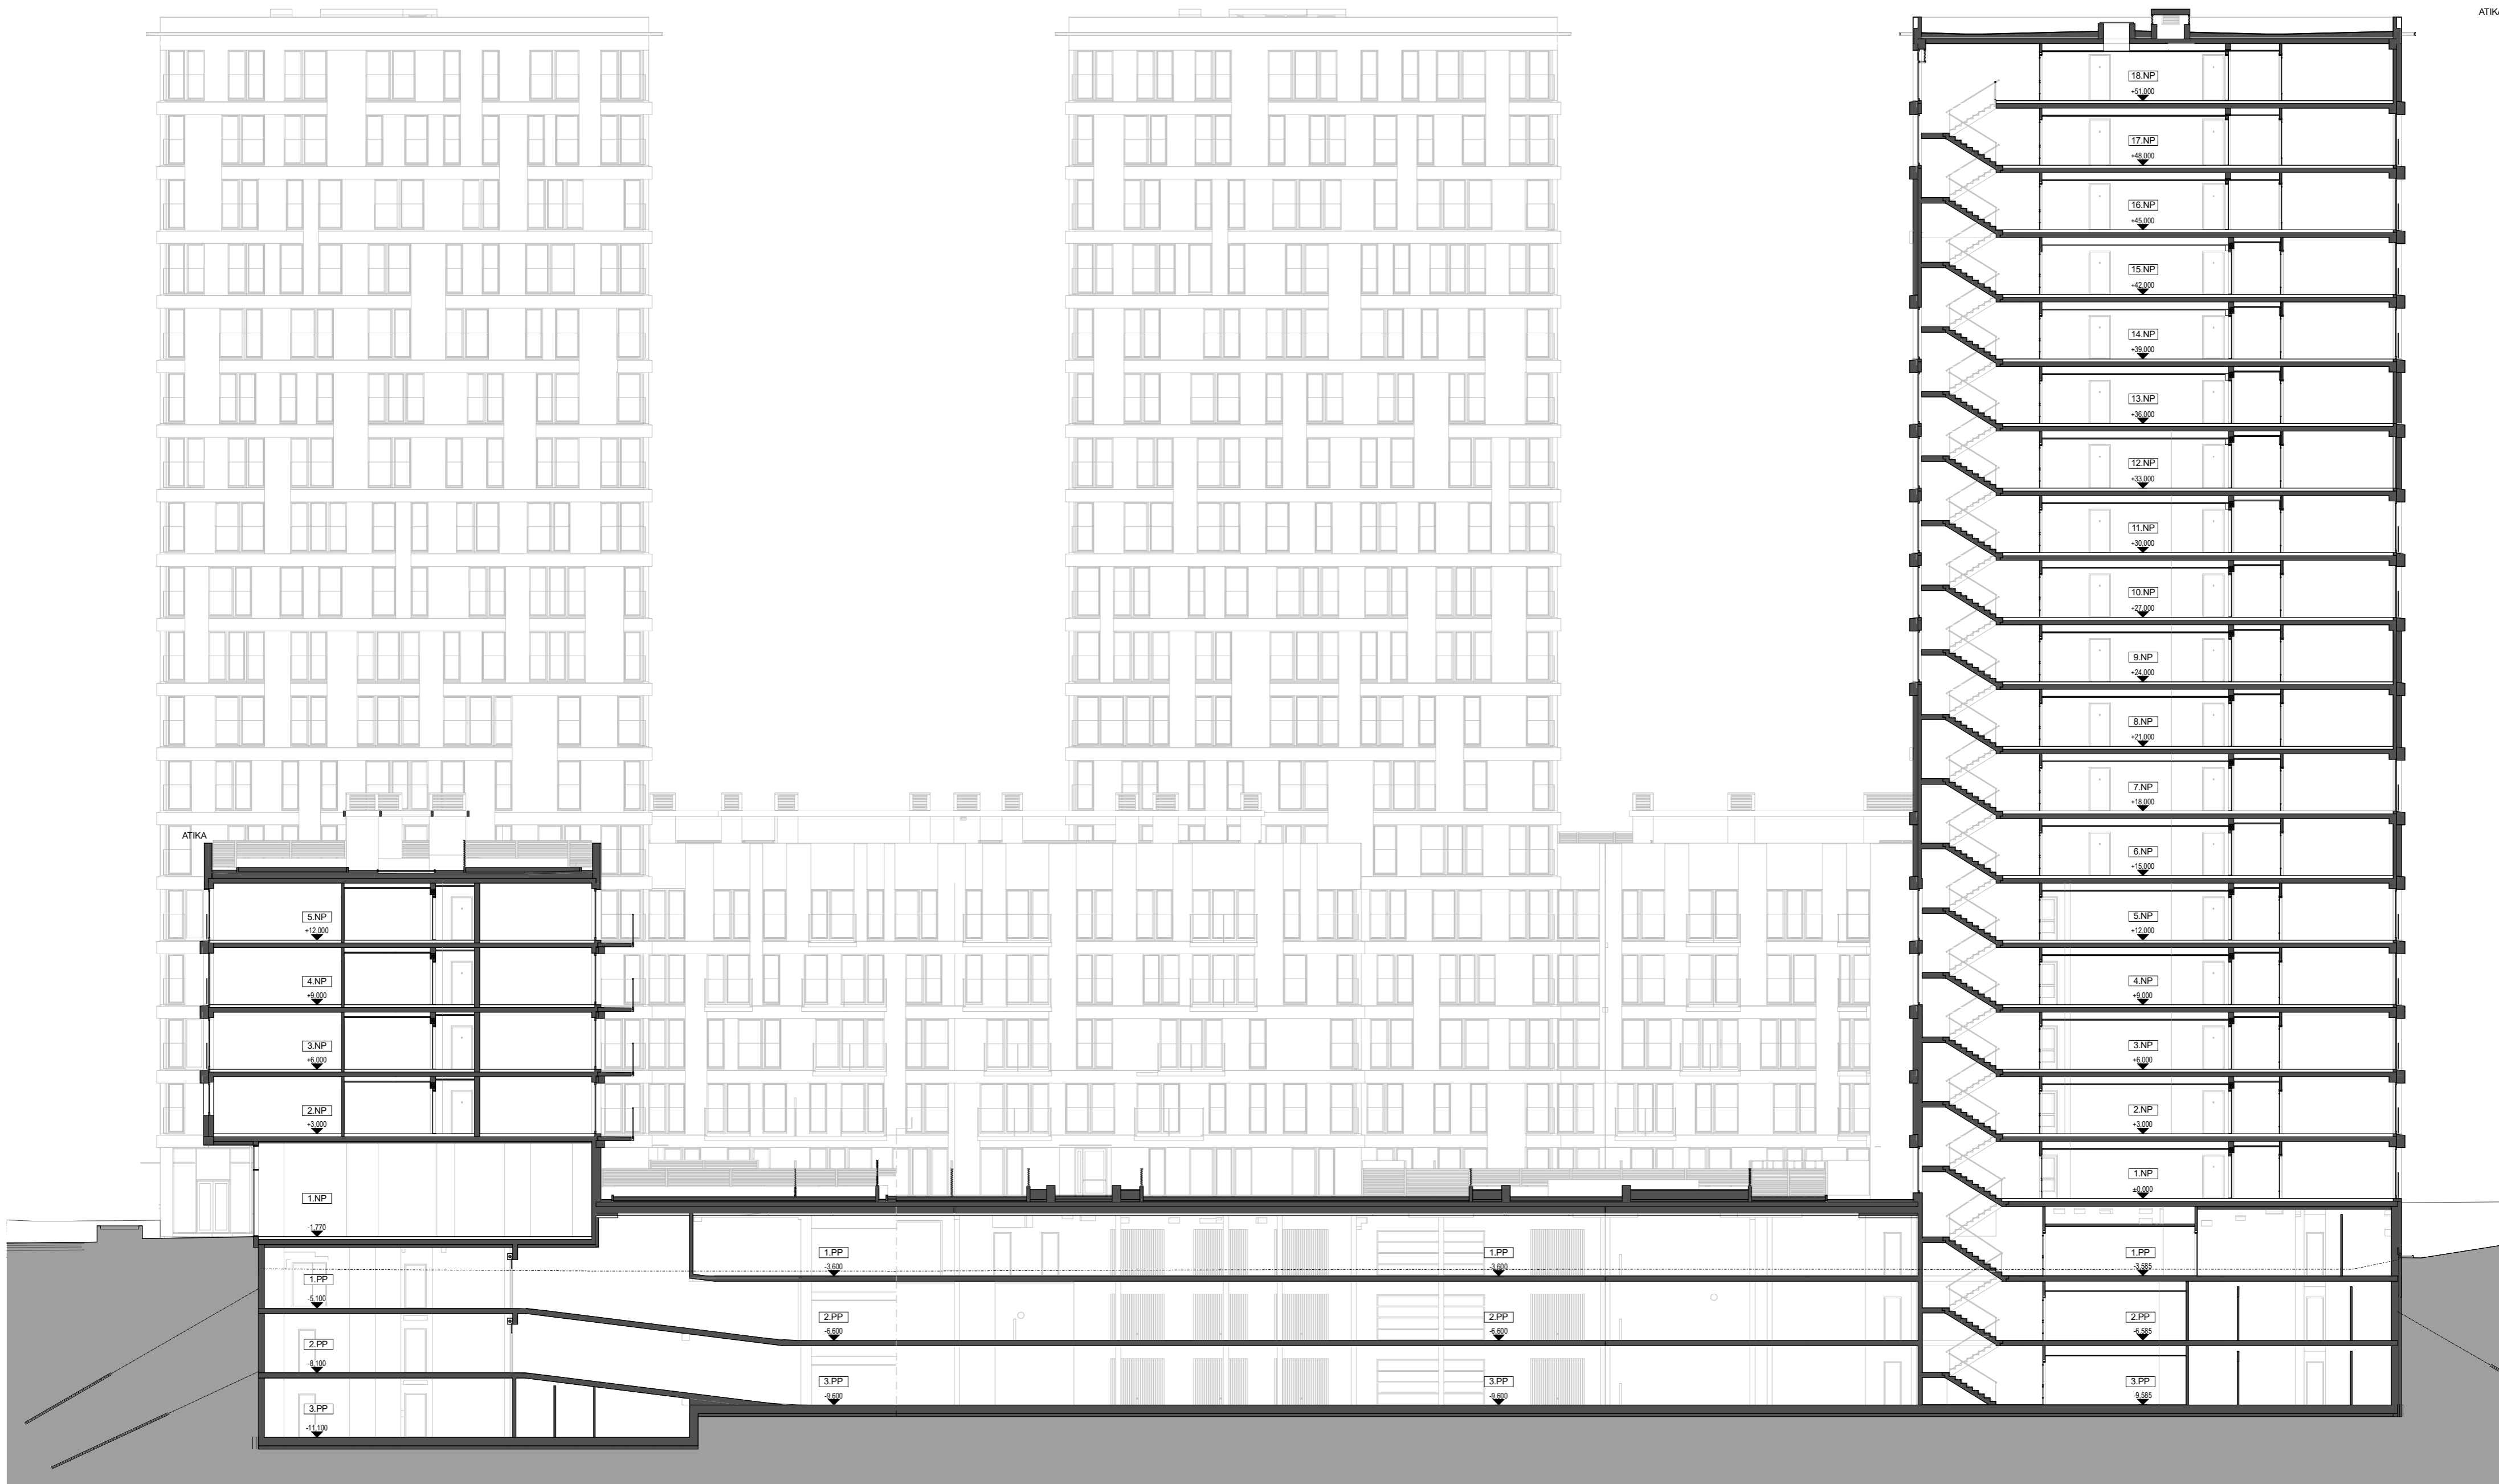 ATIKA
18.NP
+51.000
17.NP
+48.000
16.NP
+45.000
15.NP
+42.000
14.NP
+39.000
13.NP
+36.000
12.NP
+33.000
11.NP
+30.000
10.NP
+27.000
9.NP
+24.000
8.NP
+21.000
7.NP
+18.000
6.NP
+15.000
5.NP
+12.000
4.NP
+9.000
3.NP
+6.000
2.NP
+3.000
1.NP
±0.000
1.PP
-3.585
2.PP
-6.585
3.PP
-9.585
ATIKA
5.NP
+12.000
4.NP
+9.000
3.NP
+6.000
2.NP
+3.000
1.NP
-1.770
1.PP
-5.100
2.PP
-8.100
3.PP
-11.100
1.PP
-3.600
2.PP
-6.600
3.PP
-9.600
1.PP
-3.600
2.PP
-6.600
3.PP
-9.600